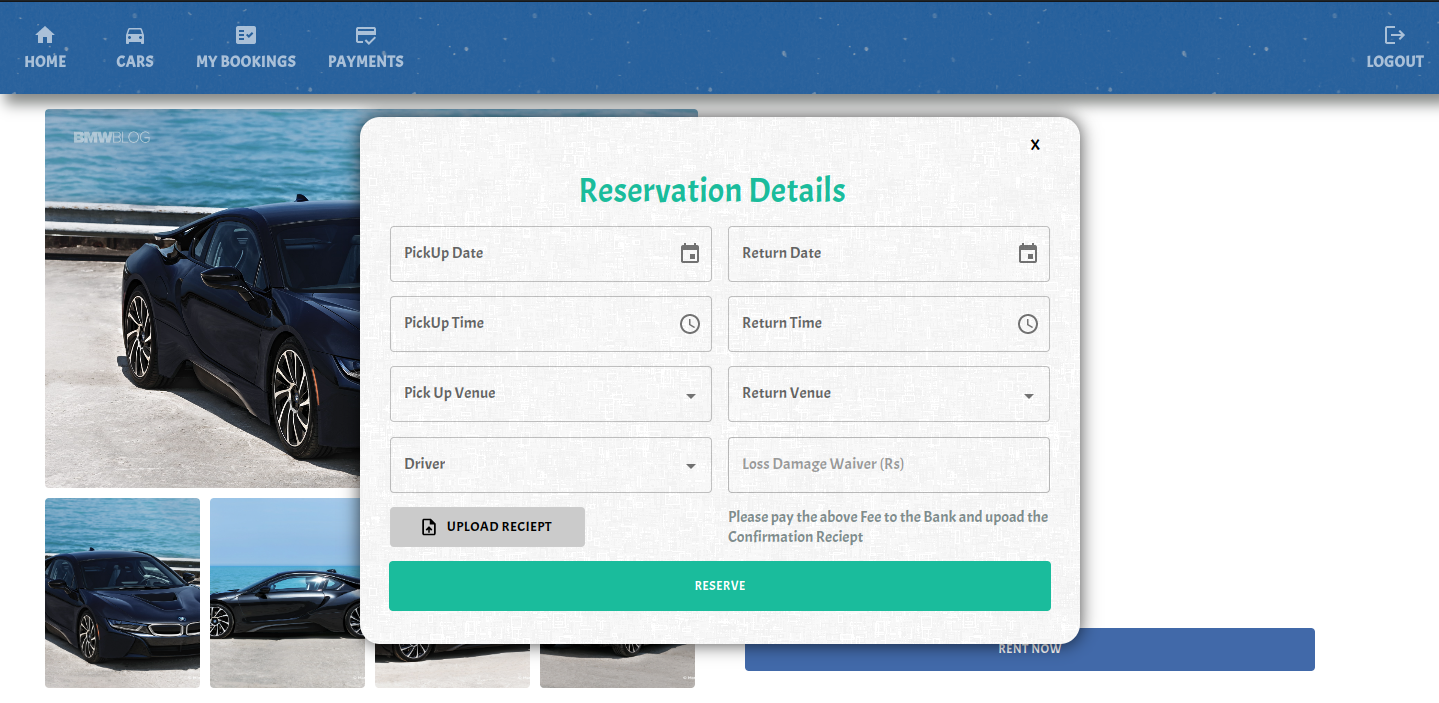 HOME
CARS
MY BOOKINGS
PAYMENTS
LOGOUT
BMWBLOG
X
Reservation Details
PickUp Date
Return Date
PickUp Time
Return Time
Pick Up Venue
Return Venue
Driver
Loss Damage Waiver (Rs)
UPLOAD RECIEPT
Please pay the above Fee to the Bank and upoad the
Confirmation Reciept
RESERVE
RENT NOW